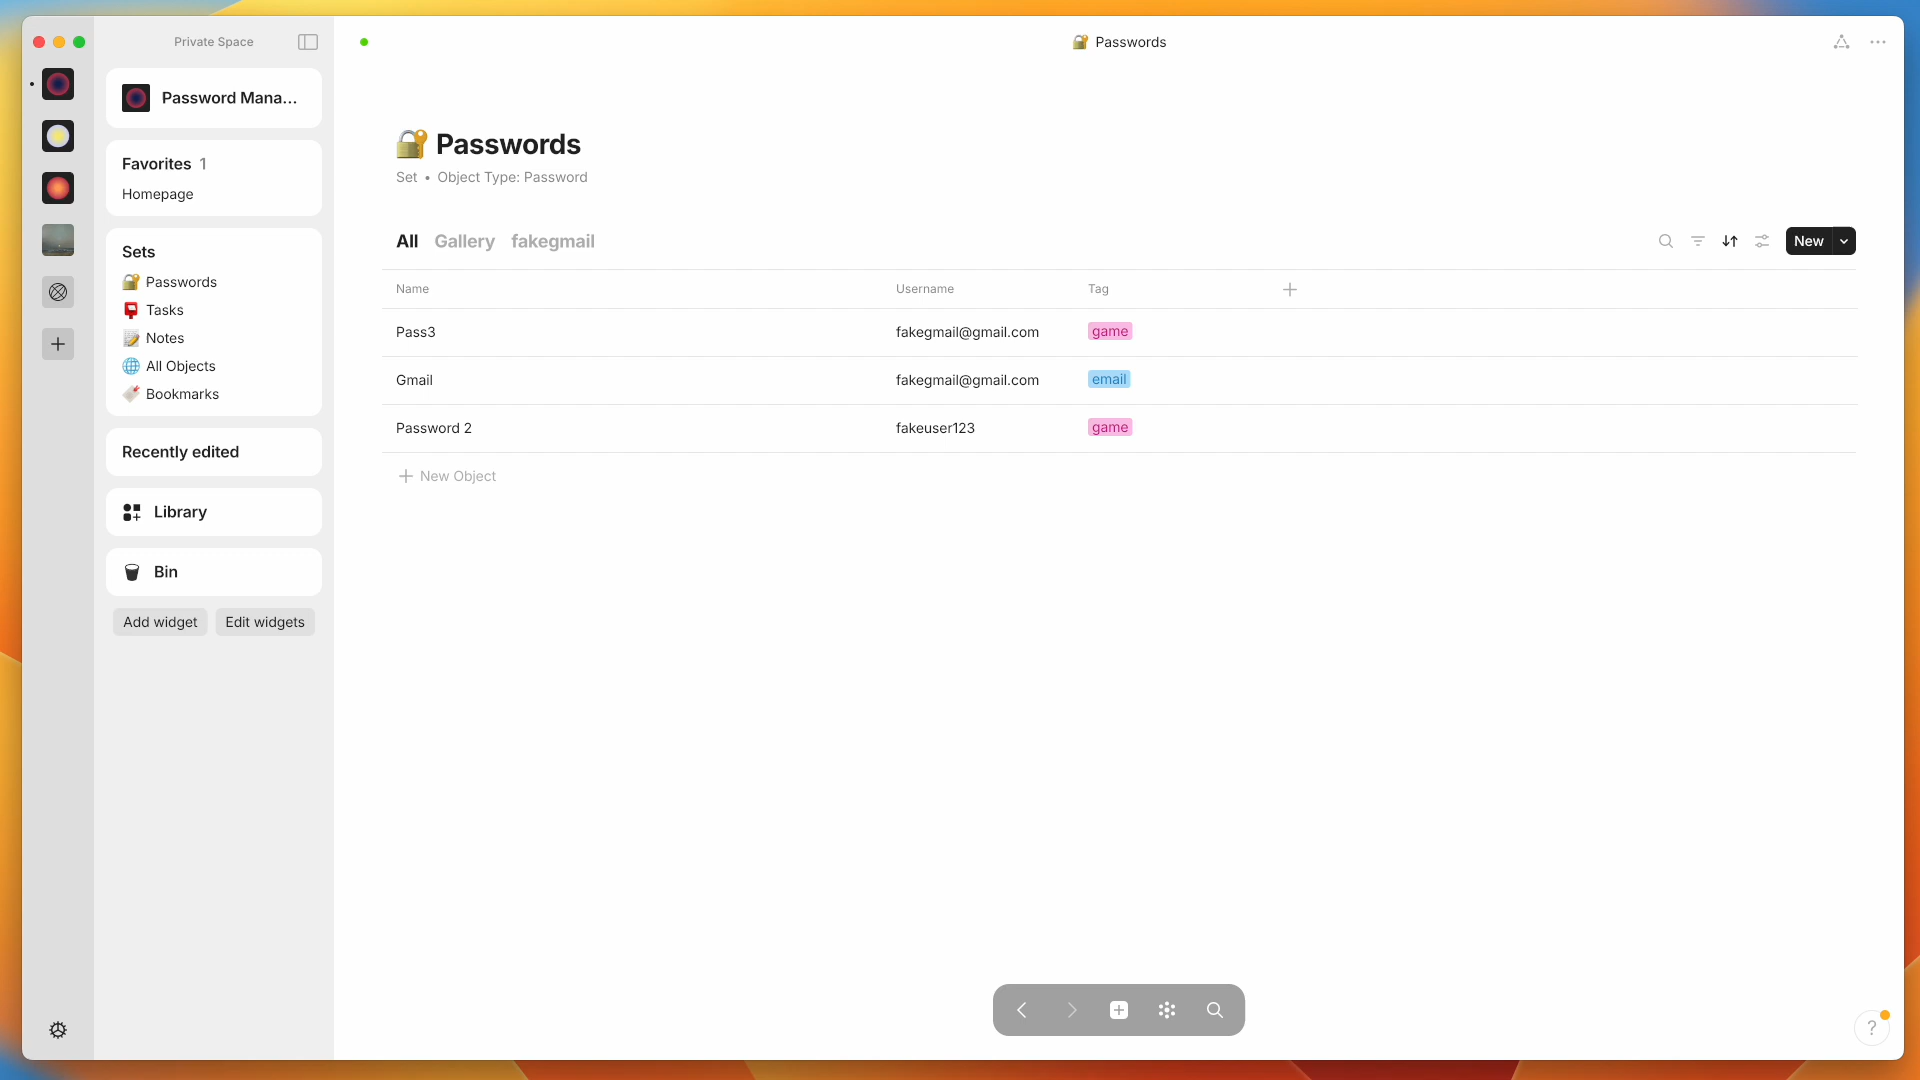 Private Space
Passwords
Password Mana...
Favorites 1
Homepage
Sets
Passwords
Tasks
Notes
All Objects
Bookmarks
Recently edited
Library
Bin
Add widget Edit widgets
Passwords
Set • Object Type: Password
All Gallery fakegmail
New
Name Username Tag
Pass3 fakegmail@gmail.com game
Gmail fakegmail@gmail.com email
Password 2 fakeuser123 game
New Object
?